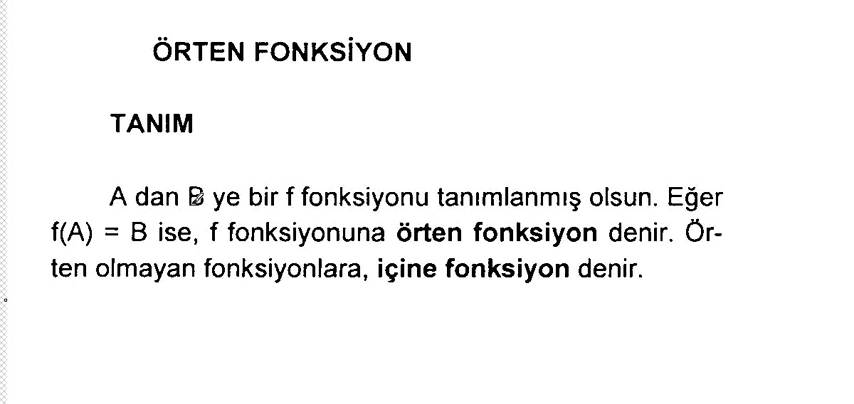 ÖRTEN FONKSİYON
TANIM
A dan B ye bir f fonksiyonu tanımlanmış olsun. Eğer
f(A) = B ise, f fonksiyonuna örten fonksiyon denir. Ör-
ten olmayan fonksiyonlara, içine fonksiyon denir.